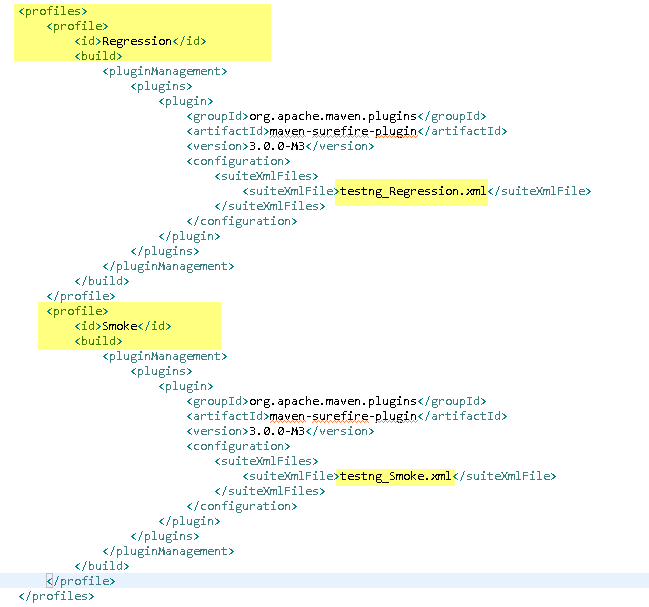 <profiles>
<profile>
<id>Regression</id>
<build>
<pluginManagement>
<plugins>
<plugin>
<groupId>org.apache.maven.plugins</groupId>
<artifactId>maven-surefire-plugin</artifactId>
<version>3.0.0-M3</version>
<configuration>
<suiteXmlFiles>
<suiteXmlFile>testng_Regression.xml</suiteXmlFile>
</suiteXmlFiles>
</configuration>
</plugin>
</plugins>
</pluginManagement>
</build>
</profile>
<profile>
<id>Smoke</id>
<build>
<pluginManagement>
<plugins>
<plugin>
<groupId>org.apache.maven.plugins</groupId>
<artifactId>maven-surefire-plugin</artifactId>
<version>3.0.0-M3</version>
<configuration>
<suiteXmlFiles>
<suiteXmlFile>testng_Smoke.xml</suiteXmlFile>
</suiteXmlFiles>
</configuration>
</plugin>
</plugins>
</pluginManagement>
</build>
</profile>
</profiles>